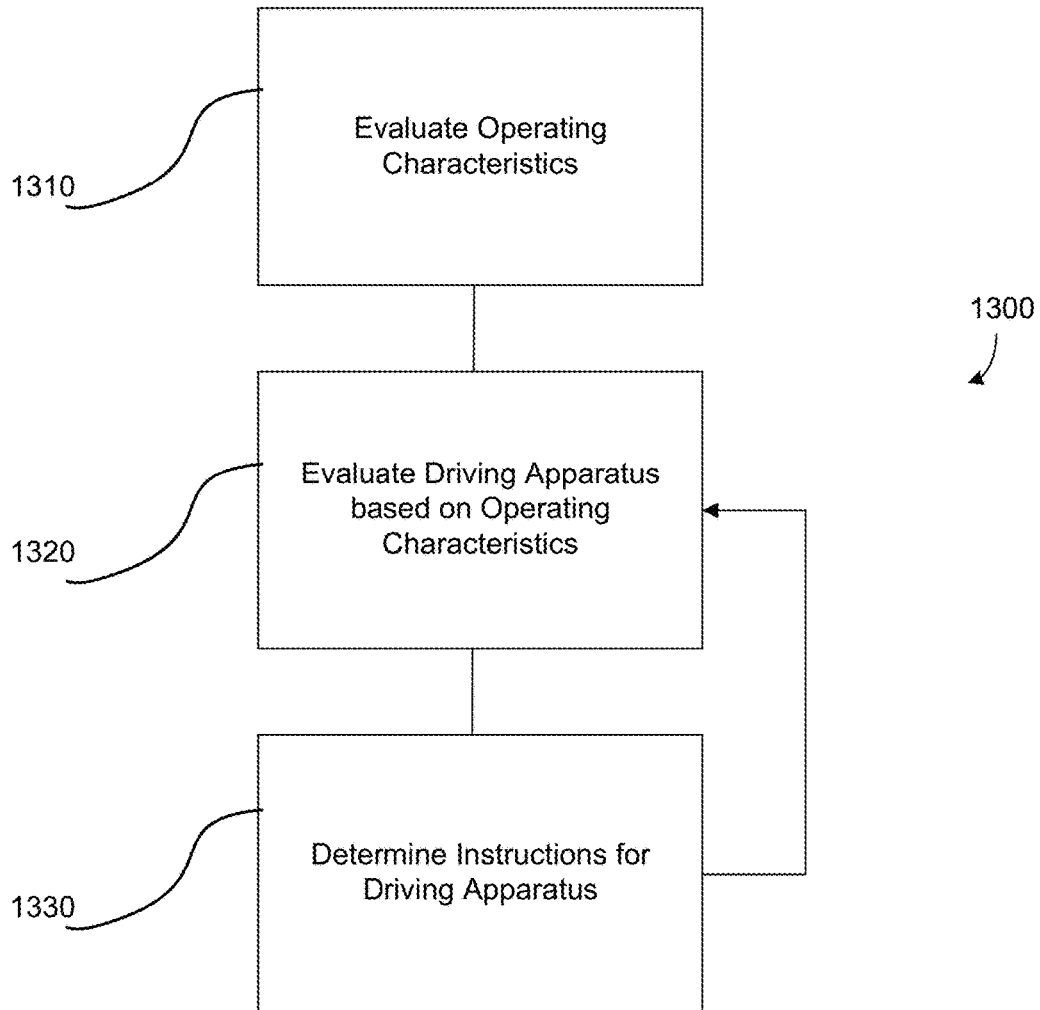 Evaluate Operating
Characteristics
1310
1300
Evaluate Driving Apparatus
based on Operating
Characteristics
1320
Determine Instructions for
Driving Apparatus
1330